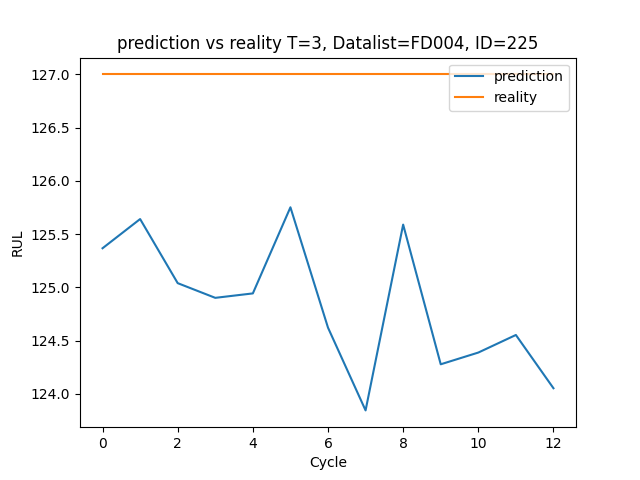 prediction vs reality T=3, Datalist=FD004, ID=225
127.0
126.5
126.0
125.5
125.0
124.5
124.0
RUL
prediction
reality
0 2 4 6 8 10 12
Cycle